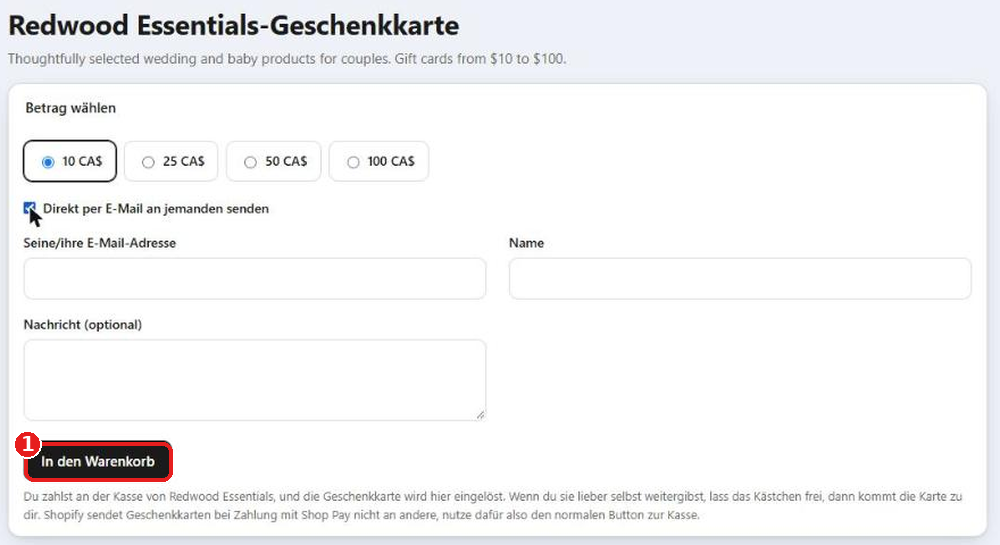 Redwood Essentials-Geschenkkarte
Thoughtfully selected wedding and baby products for couples. Gift cards from $10 to $100.
Betrag wählen
10 CA$ 25 CA$ 50 CA$ 100 CA$
Direkt per E-Mail an jemanden senden
Seine/ihre E-Mail-Adresse Name
Nachricht (optional)
1
In den Warenkorb
Du zahlst an der Kasse von Redwood Essentials, und die Geschenkkarte wird hier eingelöst. Wenn du sie lieber selbst weitergibst, lass das Kästchen frei, dann kommt die Karte zu
dir. Shopify sendet Geschenkkarten bei Zahlung mit Shop Pay nicht an andere, nutze dafür also den normalen Button zur Kasse.